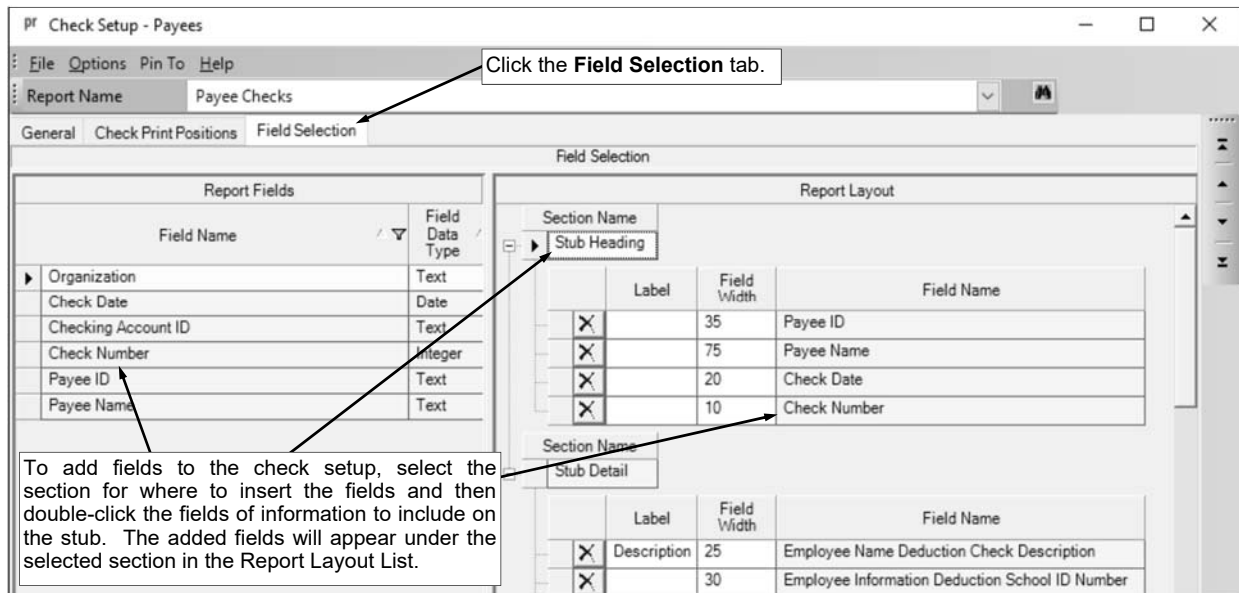 pr Check Setup - Payees
File Options Pin To Help
Click the Field Selection tab.
Report Name Payee Checks
General Check Print Positions Field Selection
Field Selection
Report Fields
Field Name
Field Data Type
Organization Text
Check Date Date
Checking Account ID Text
Check Number Integer
Payee ID Text
Payee Name Text
To add fields to the check setup, select the
section for where to insert the fields and then
double-click the fields of information to include on
the stub. The added fields will appear under the
selected section in the Report Layout List.
Report Layout
Section Name
Stub Heading
Label Field Width Field Name
35 Payee ID
75 Payee Name
20 Check Date
10 Check Number
Section Name
Stub Detail
Label Field Width Field Name
Description 25 Employee Name Deduction Check Description
30 Employee Information Deduction School ID Number